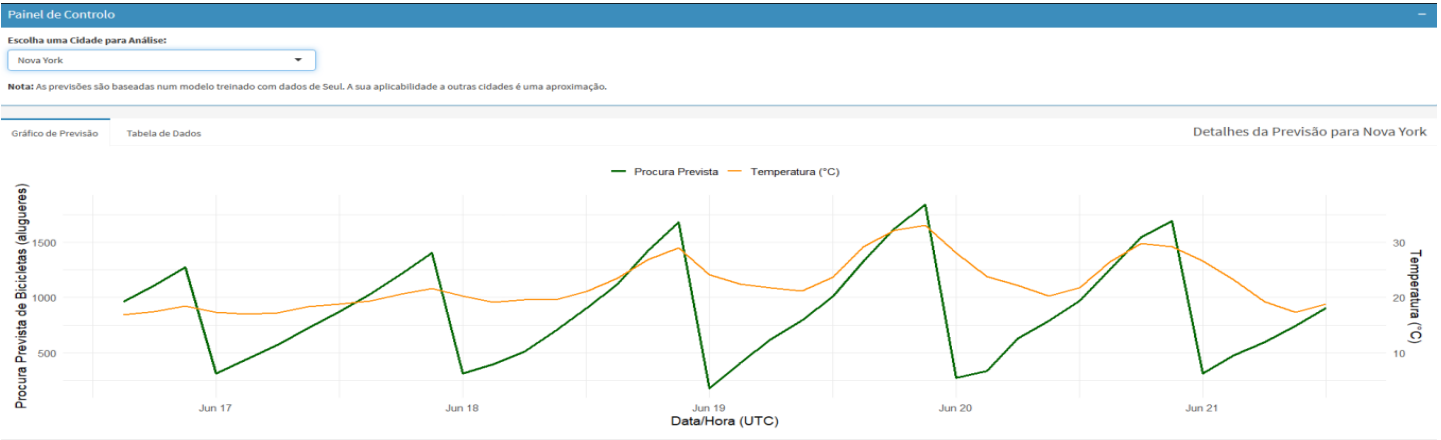 Painel de Controlo
Escolha uma Cidade para Análise:
Nova York
Nota: As previsões são baseadas num modelo treinado com dados de Seul. A sua aplicabilidade a outras cidades é uma aproximação.
Gráfico de Previsão Tabela de Dados Detalhes da Previsão para Nova York
Procura Prevista Temperatura (°C)
Procura Prevista de Bicicletas (alugueres)
1500
1000
500
30
20
10
Temperatura (°C)
Jun 17 Jun 18 Jun 19 Jun 20 Jun 21
Data/Hora (UTC)